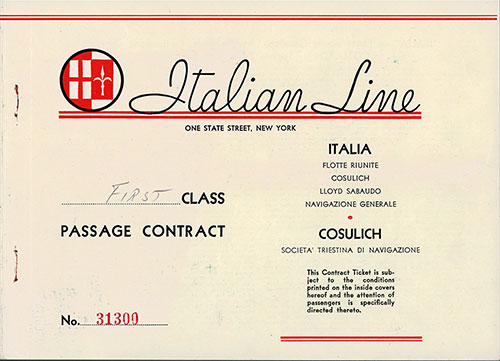 Italian Line
ONE STATE STREET, NEW YORK
First CLASS
PASSAGE CONTRACT
No. 31300
ITALIA
FLOTTE RIUNITE
COSULICH
LLOYD SABAUDO
NAVIGAZIONE GENERALE
COSULICH
SOCIETA' TRIESTINA DI NAVIGAZIONE
This Contract Ticket is sub-
ject to the conditions
printed on the inside covers
hereof and the attention of
passengers is specifically
directed thereto.